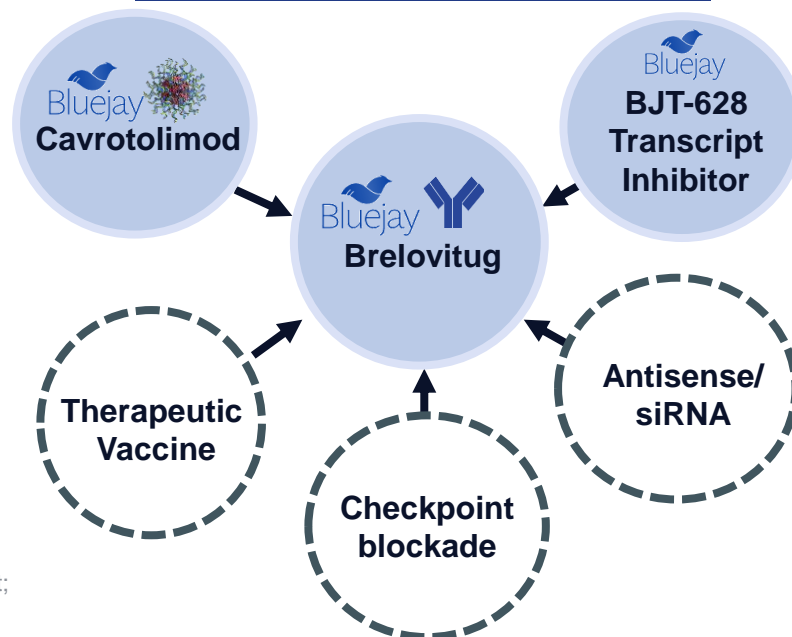 Bluejay
Cavrotolimod
Bluejay
BJT-628
Transcript
Inhibitor
Bluejay
Brelovitug
Therapeutic
Vaccine
Checkpoint
blockade
Antisense/
siRNA